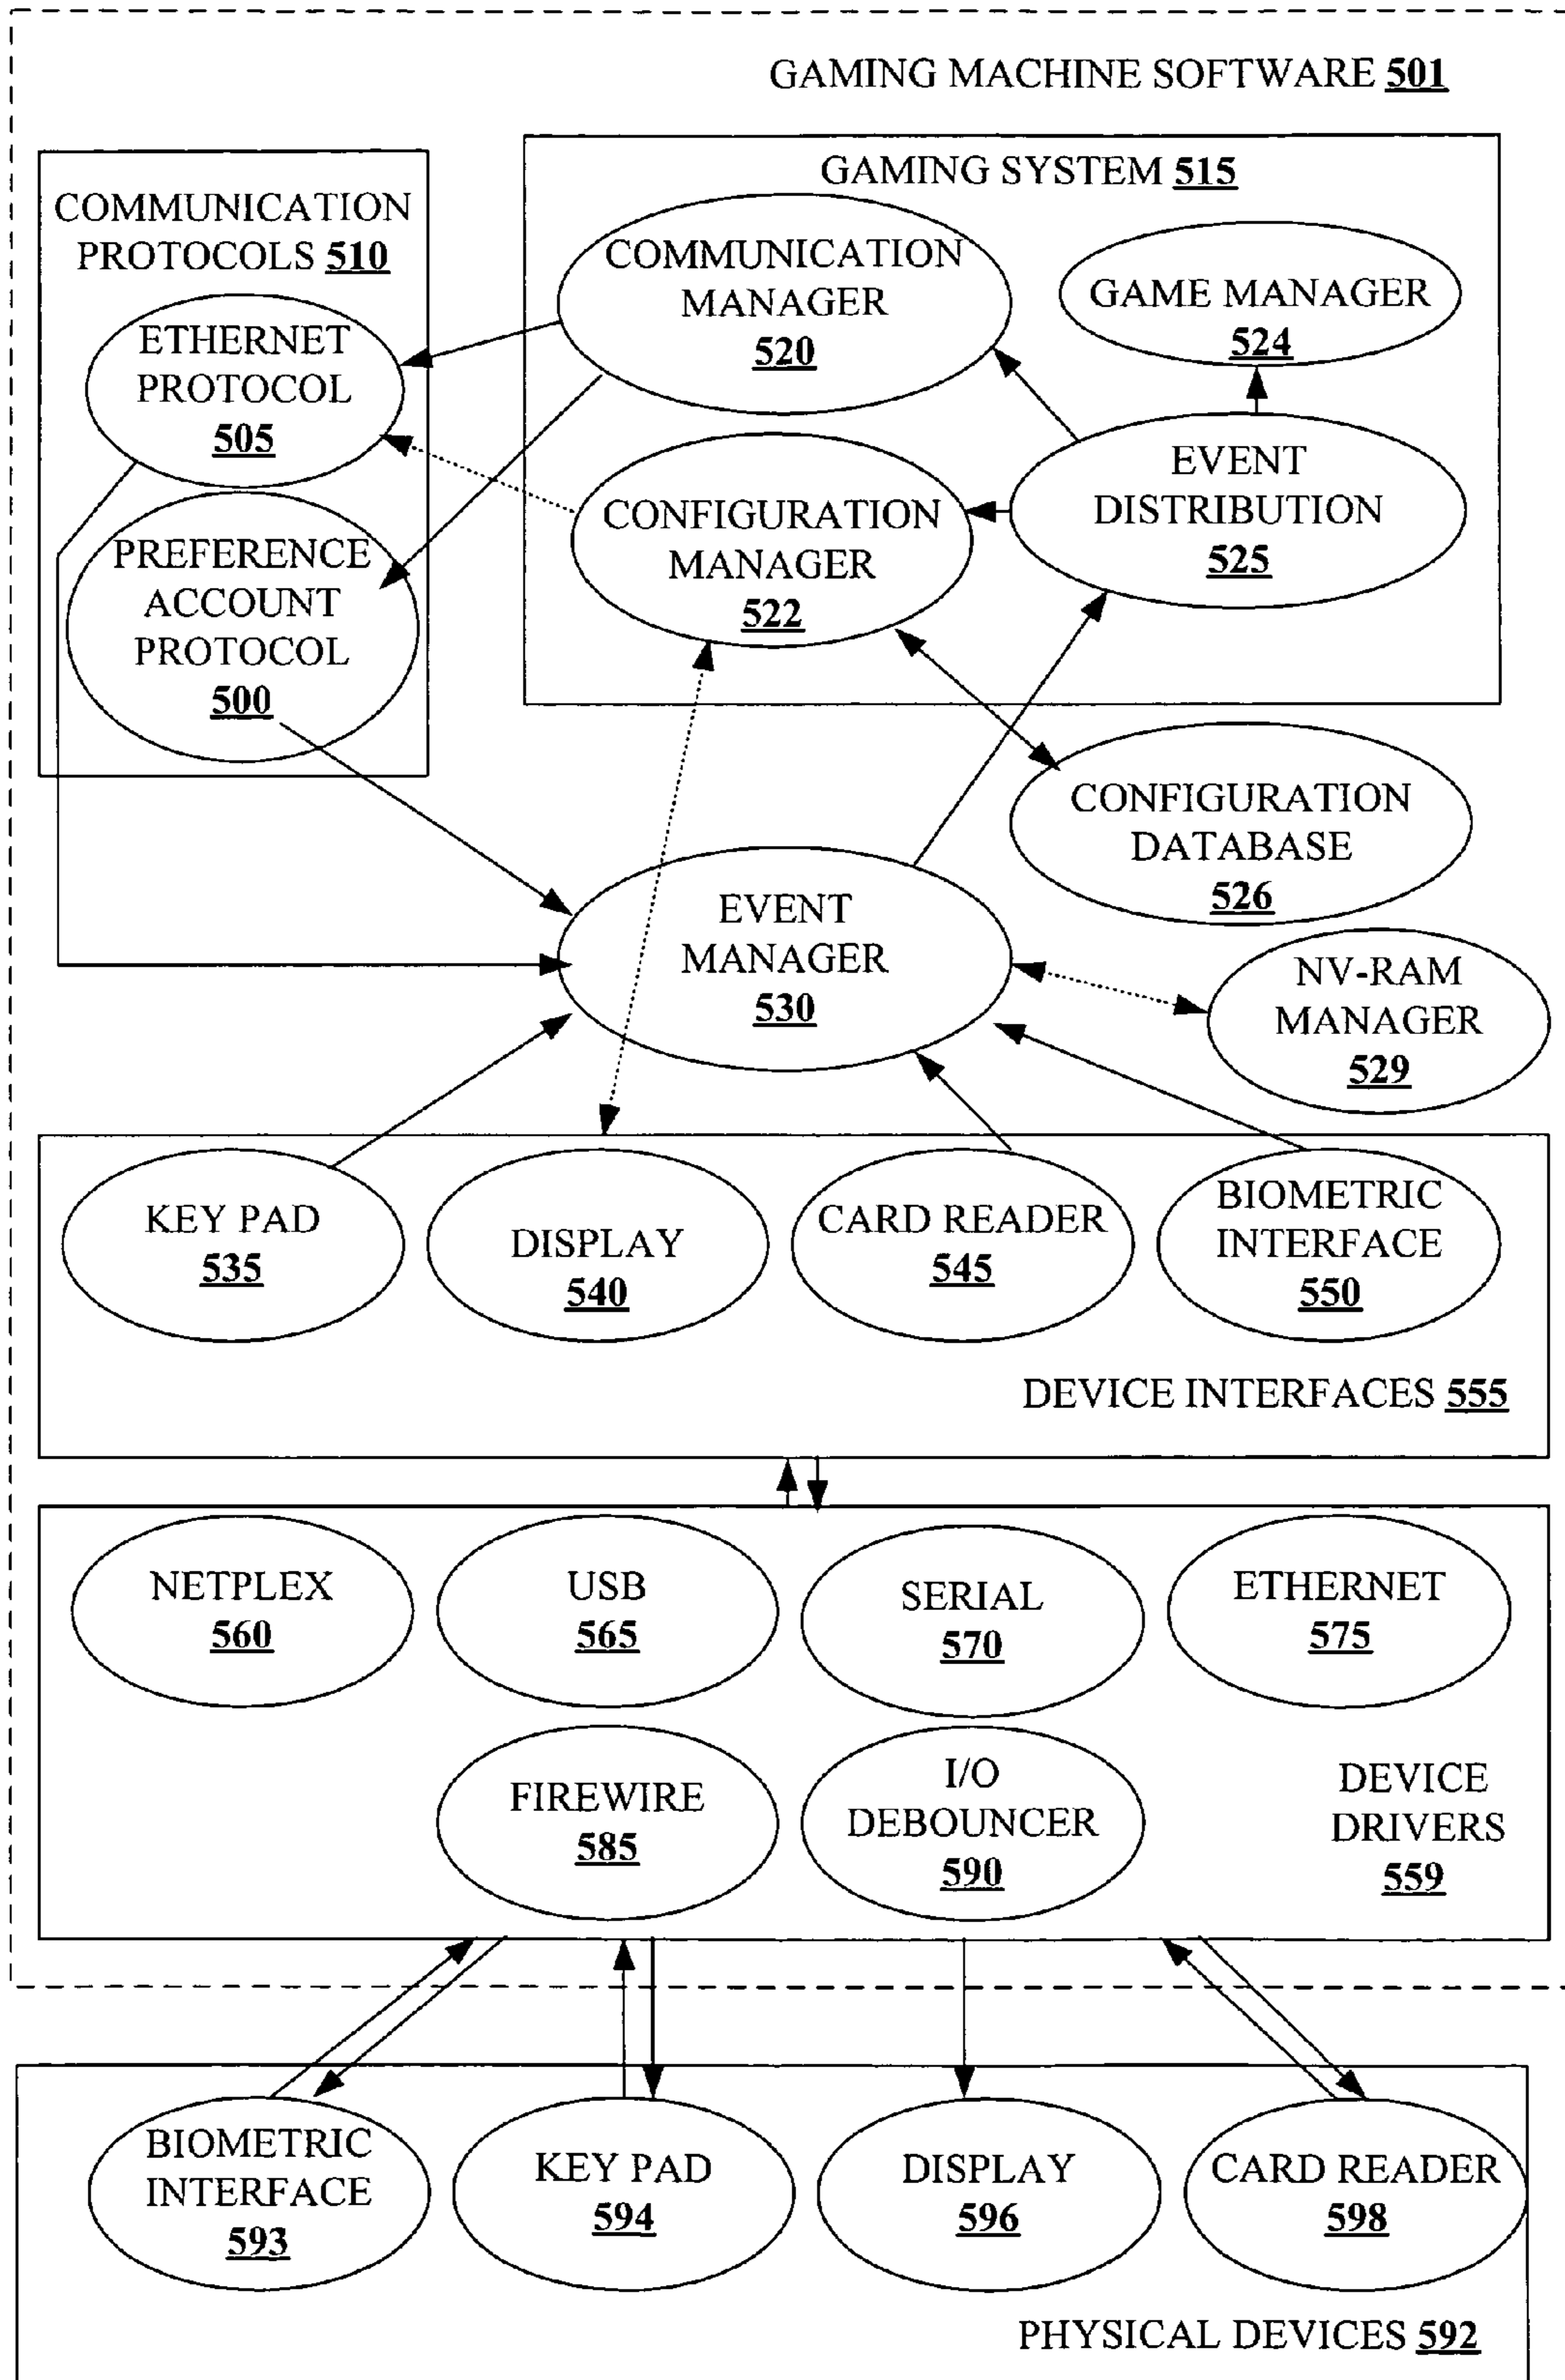 GAMING MACHINE SOFTWARE 501
COMMUNICATION
PROTOCOLS 510
ETHERNET
PROTOCOL
505
PREFERENCE
ACCOUNT
PROTOCOL
500
GAMING SYSTEM 515
COMMUNICATION
MANAGER
520
GAME MANAGER
524
CONFIGURATION
MANAGER
522
EVENT
DISTRIBUTION
525
CONFIGURATION
DATABASE
526
EVENT
MANAGER
530
NV-RAM
MANAGER
529
KEY PAD
535
DISPLAY
540
CARD READER
545
BIOMETRIC
INTERFACE
550
DEVICE INTERFACES 555
NETPLEX
560
USB
565
SERIAL
570
ETHERNET
575
FIREWIRE
585
I/O
DEBOUNCER
590
DEVICE
DRIVERS
559
BIOMETRIC
INTERFACE
593
KEY PAD
594
DISPLAY
596
CARD READER
598
PHYSICAL DEVICES 592